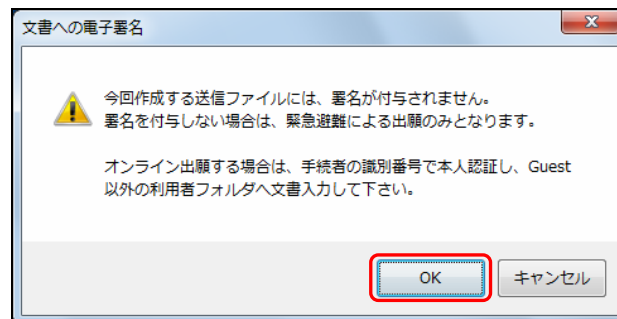 文書への電子署名
今回作成する送信ファイルには、署名が付与されません。
署名を付与しない場合は、緊急避難による出願のみとなります。
オンライン出願する場合は、手続者の識別番号で本人認証し、Guest
以外の利用者フォルダへ文書入力して下さい。
OK
キャンセル